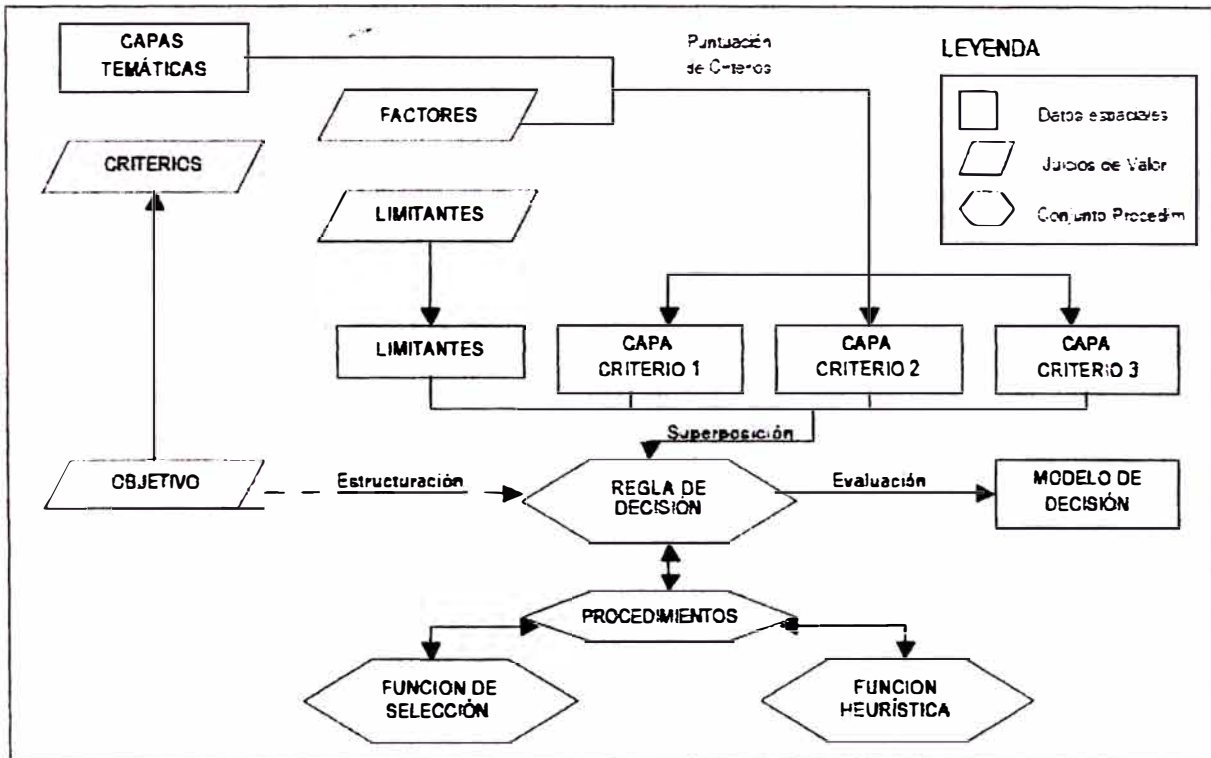 CAPAS
TEMÁTICAS
Puntuación
de Criterios
LEYENDA
Datos espaciales
Juicios de Valor
Conjunto Procedim
FACTORES
CRITERIOS
LIMITANTES
LIMITANTES
CAPA
CRITERIO 1
CAPA
CRITERIO 2
CAPA
CRITERIO 3
Superposición
OBJETIVO
Estructuración
REGLA DE
DECISIÓN
Evaluación
MODELO DE
DECISIÓN
PROCEDIMIENTOS
FUNCION DE
SELECCIÓN
FUNCION
HEURÍSTICA